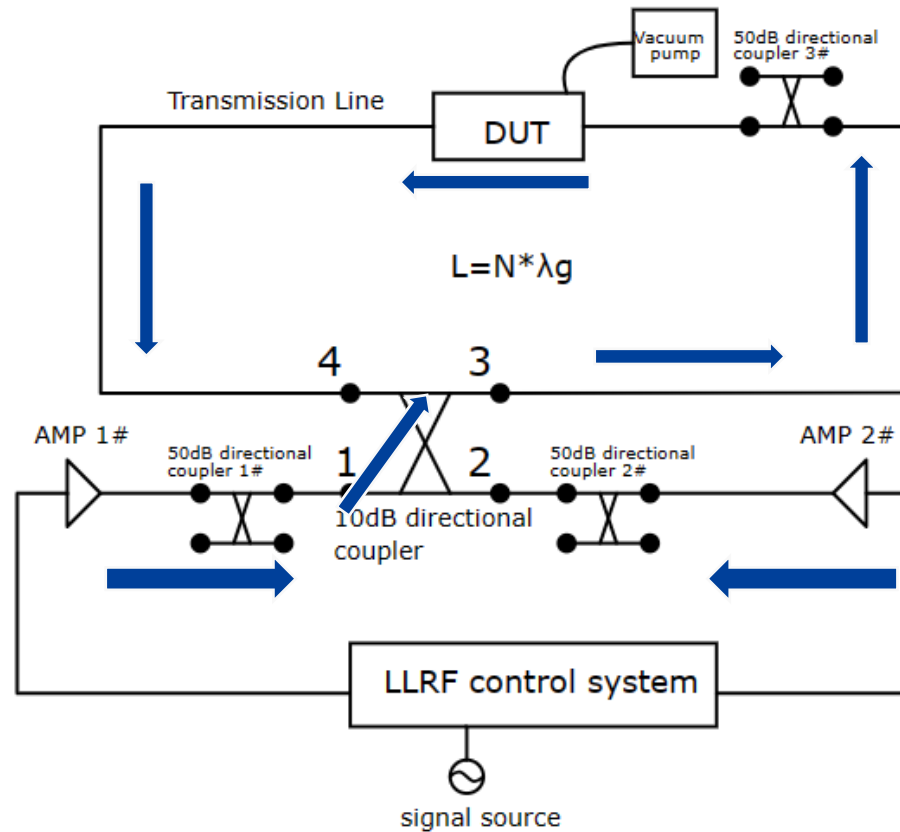 Vacuum
pump
50dB directional
coupler 3#
Transmission Line
DUT
L=N*λg
4
3
AMP 1#
50dB directional
coupler 1#
1
2
50dB directional
coupler 2#
AMP 2#
10dB directional
coupler
LLRF control system
signal source